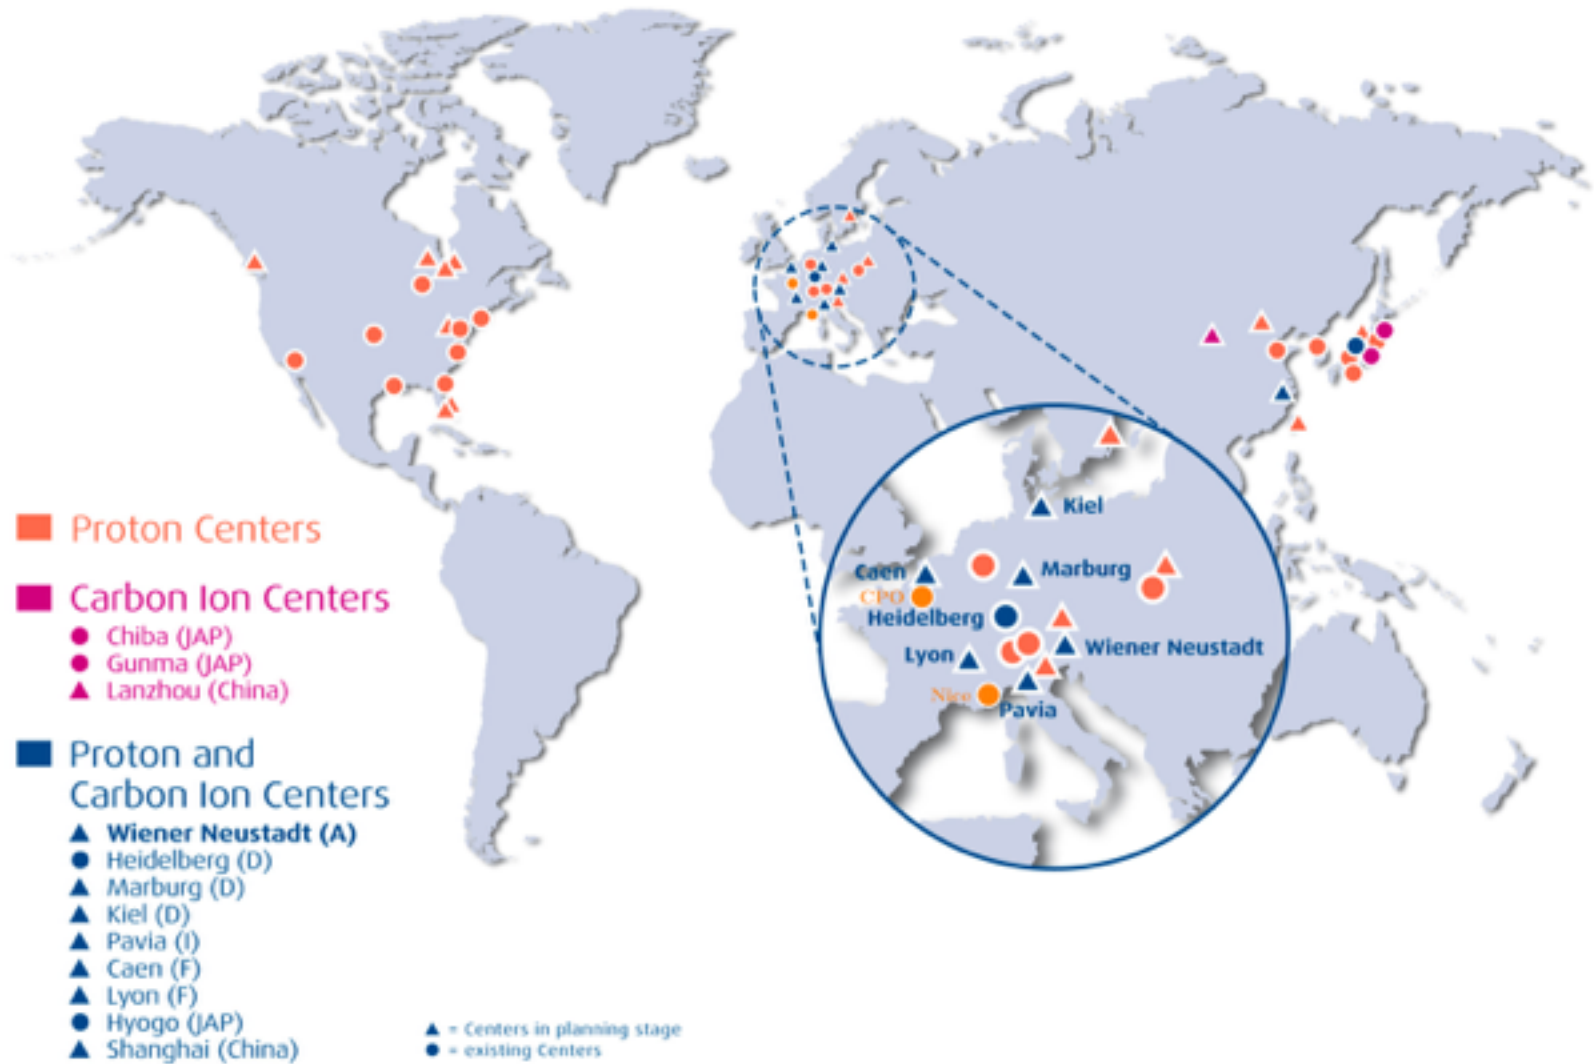 Proton Centers
Carbon Ion Centers
Chiba (JAP)
Gunma (JAP)
Lanzhou (China)
Proton and
Carbon Ion Centers
Wiener Neustadt (A)
Heidelberg (D)
Marburg (D)
Kiel (D)
Pavia (I)
Caen (F)
Lyon (F)
Hyogo (JAP)
Shanghai (China)
= Centers in planning stage
= existing Centers
Kiel
Caen
Marburg
CPO
Heidelberg
Lyon
Wiener Neustadt
Nice
Pavia